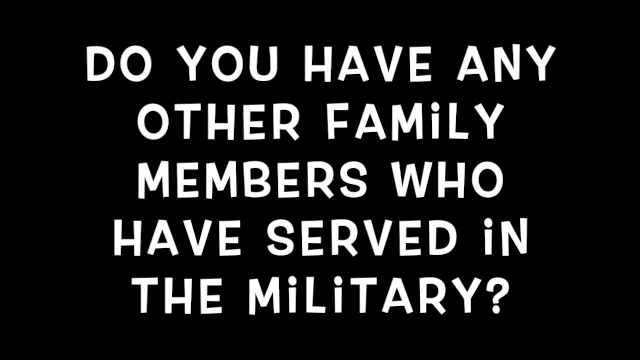 DO YOU HAVE ANY
OTHER FAMiLY
MEMBERS WHO
HAVE SERVED iN
THE MiLiTARY?